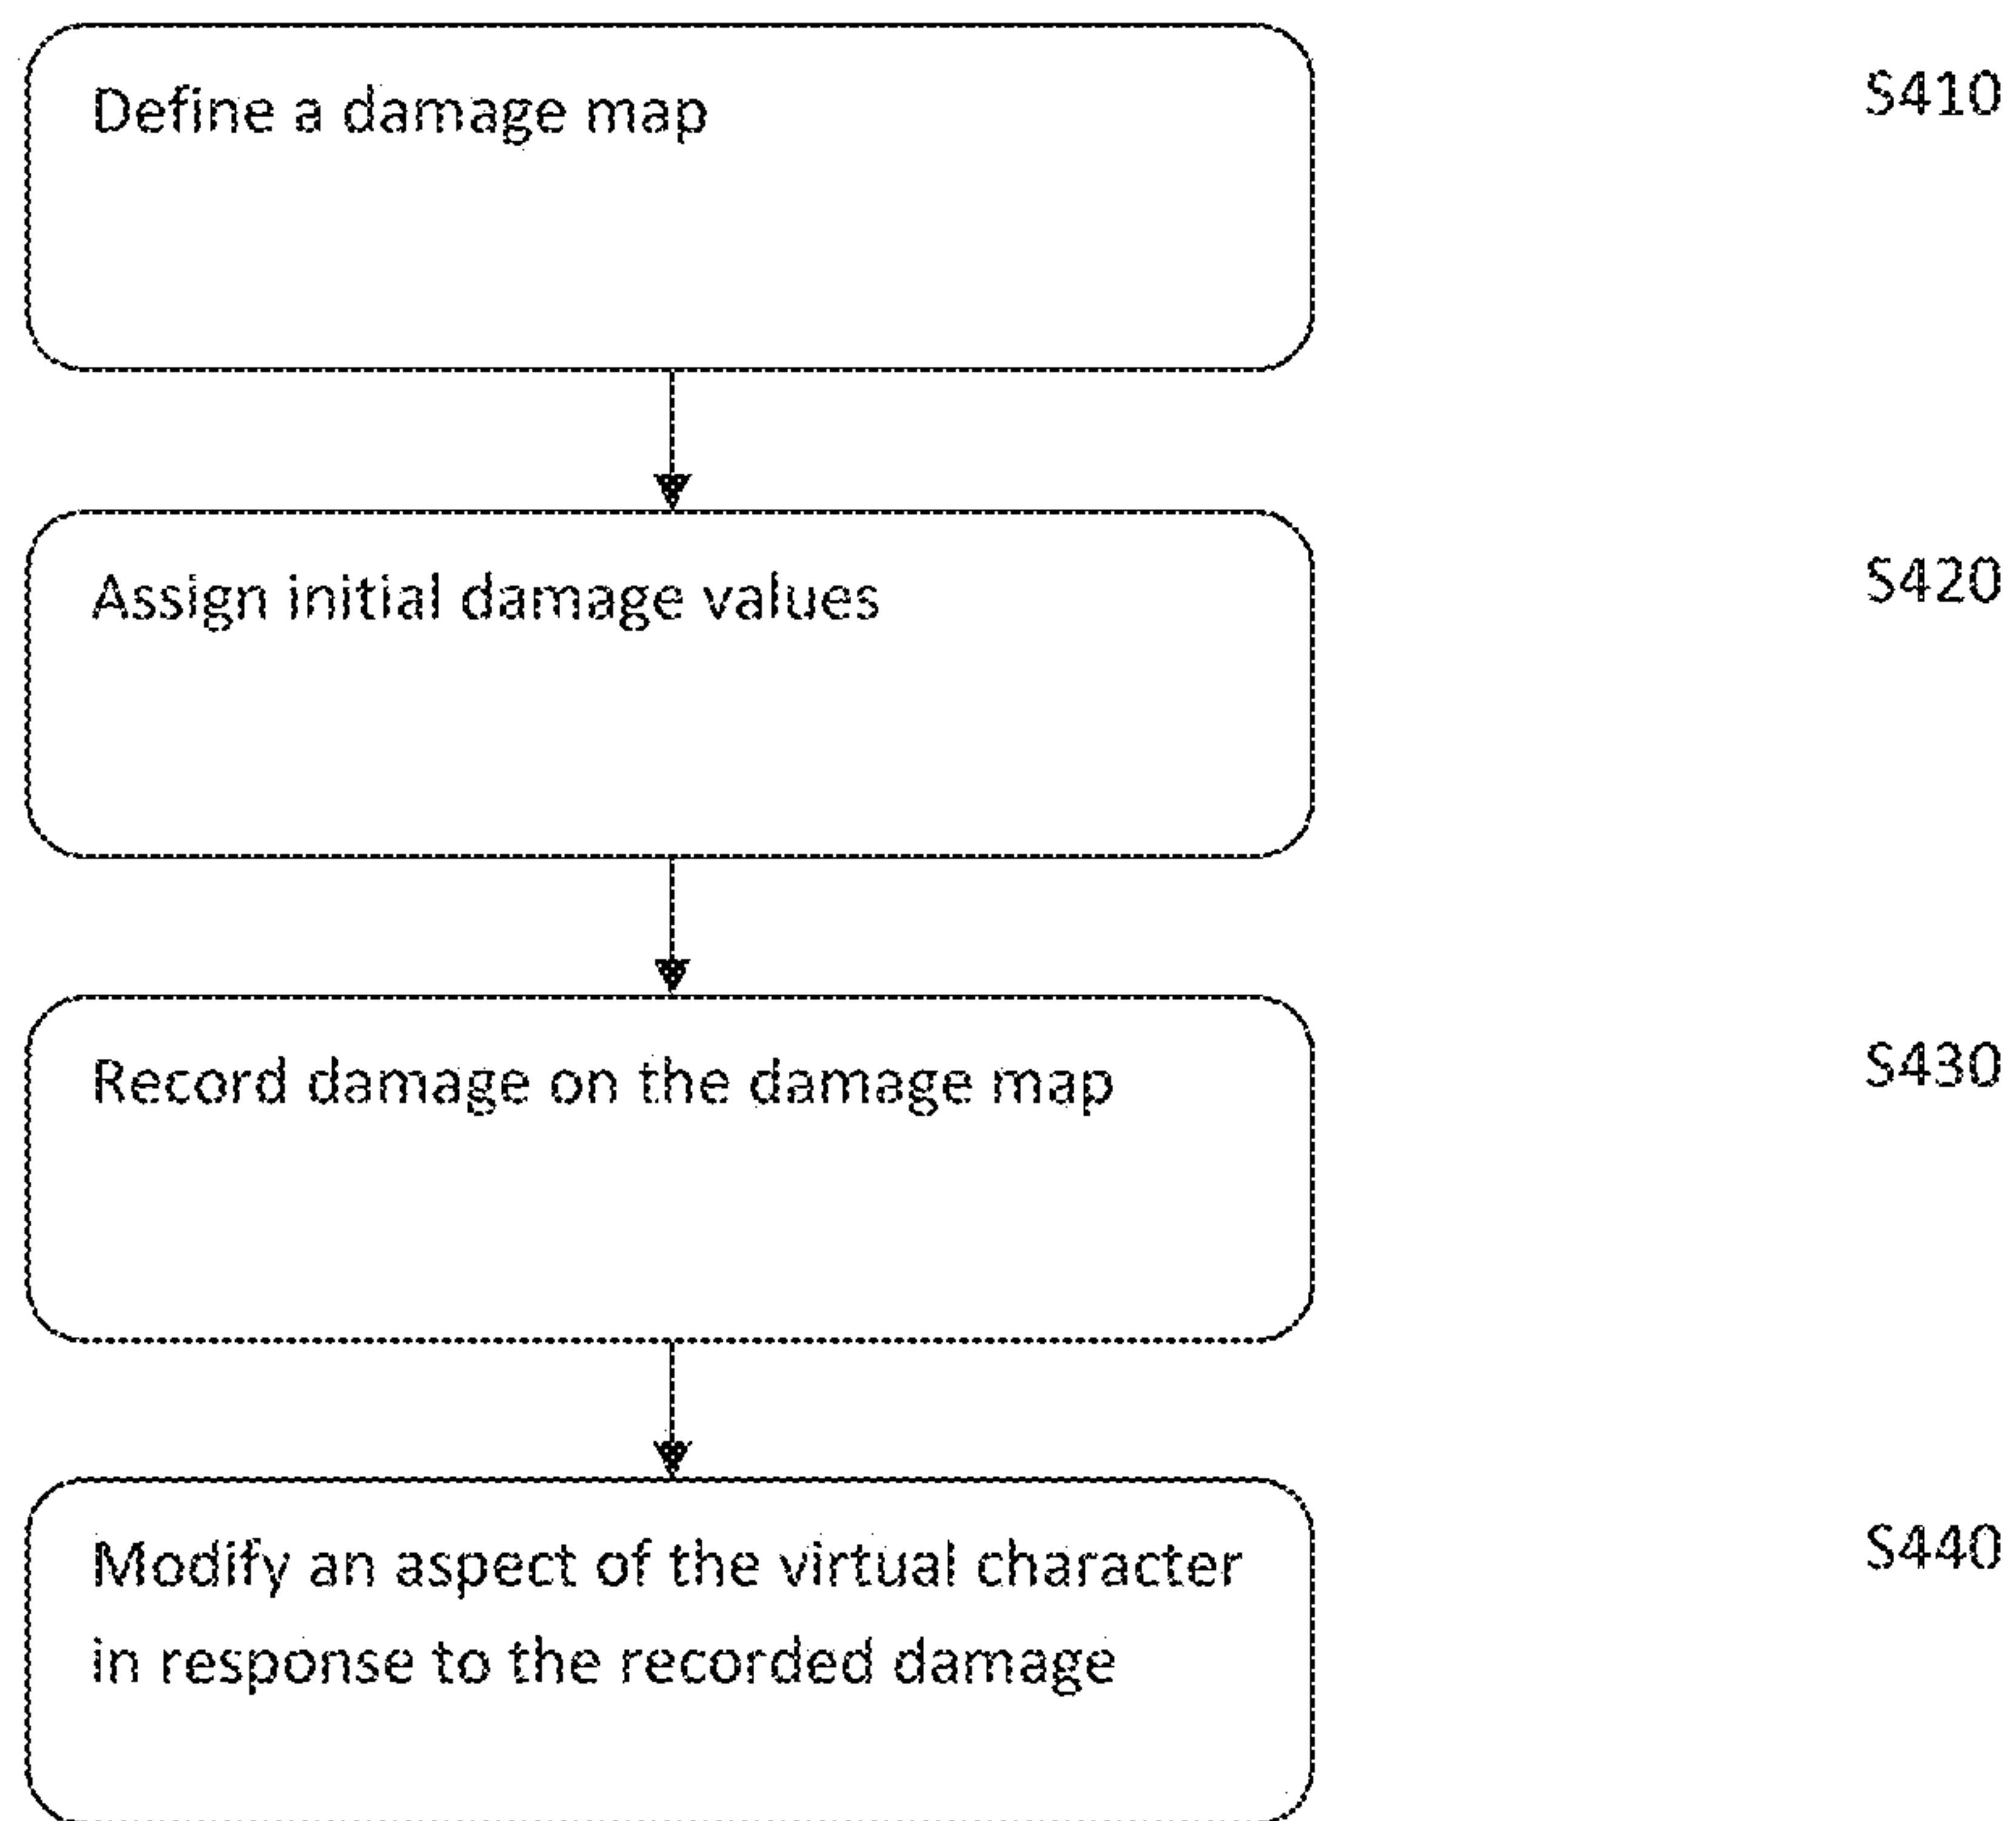 Define a damage map
S410
Assign initial damage values
S420
Record damage on the damage map
S430
Modify an aspect of the virtual character
S440
in response to the recorded damage